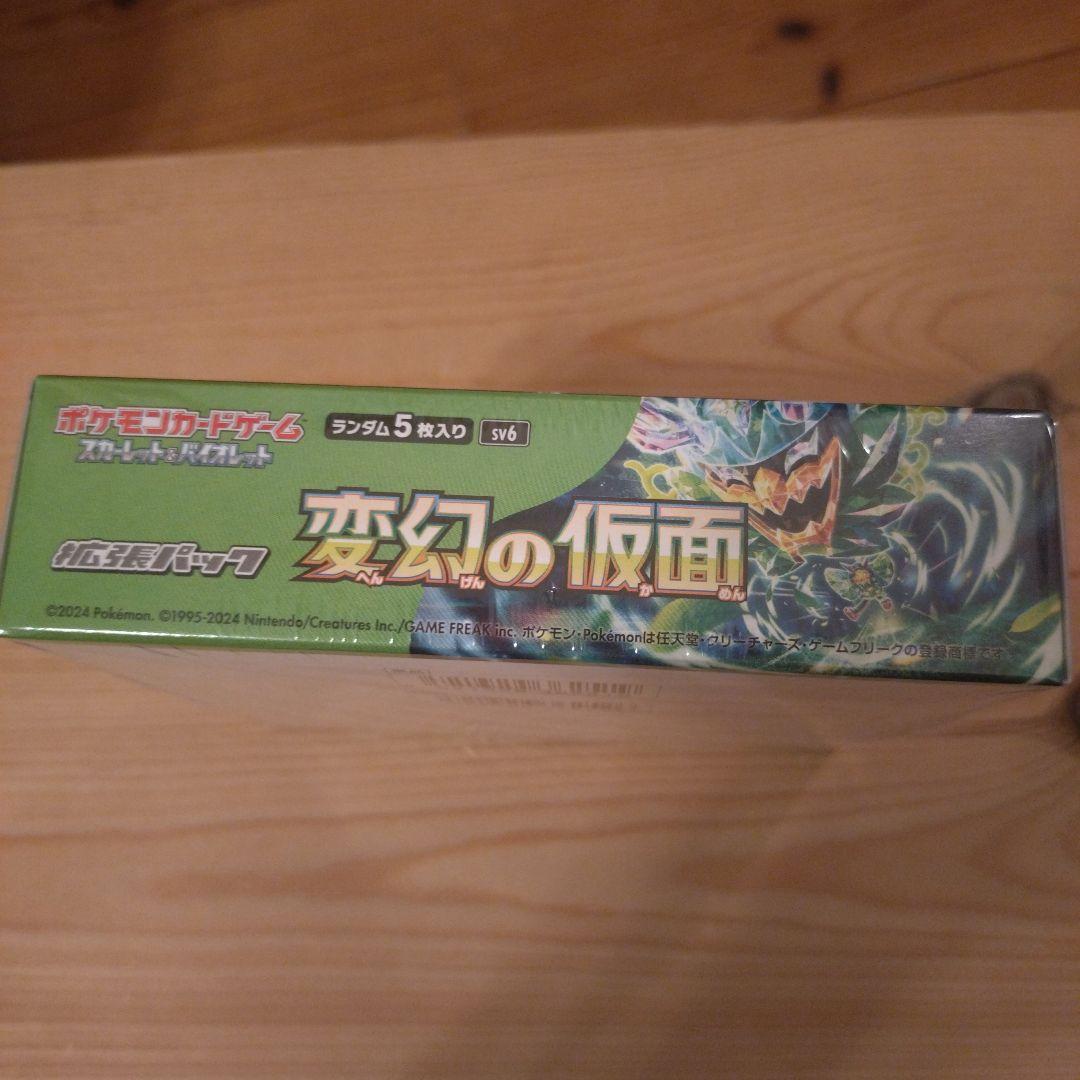 ポケモンカードゲーム
スカーレット&バイオレット
ランダム5枚入り
SV6
拡張パック
変幻の仮面
へん げん か めん
©2024 Pokémon. ©1995-2024 Nintendo/Creatures Inc./GAME FREAK inc. ポケモン・Pokémonは任天堂・クリーチャーズ・ゲームフリークの登録商標です。